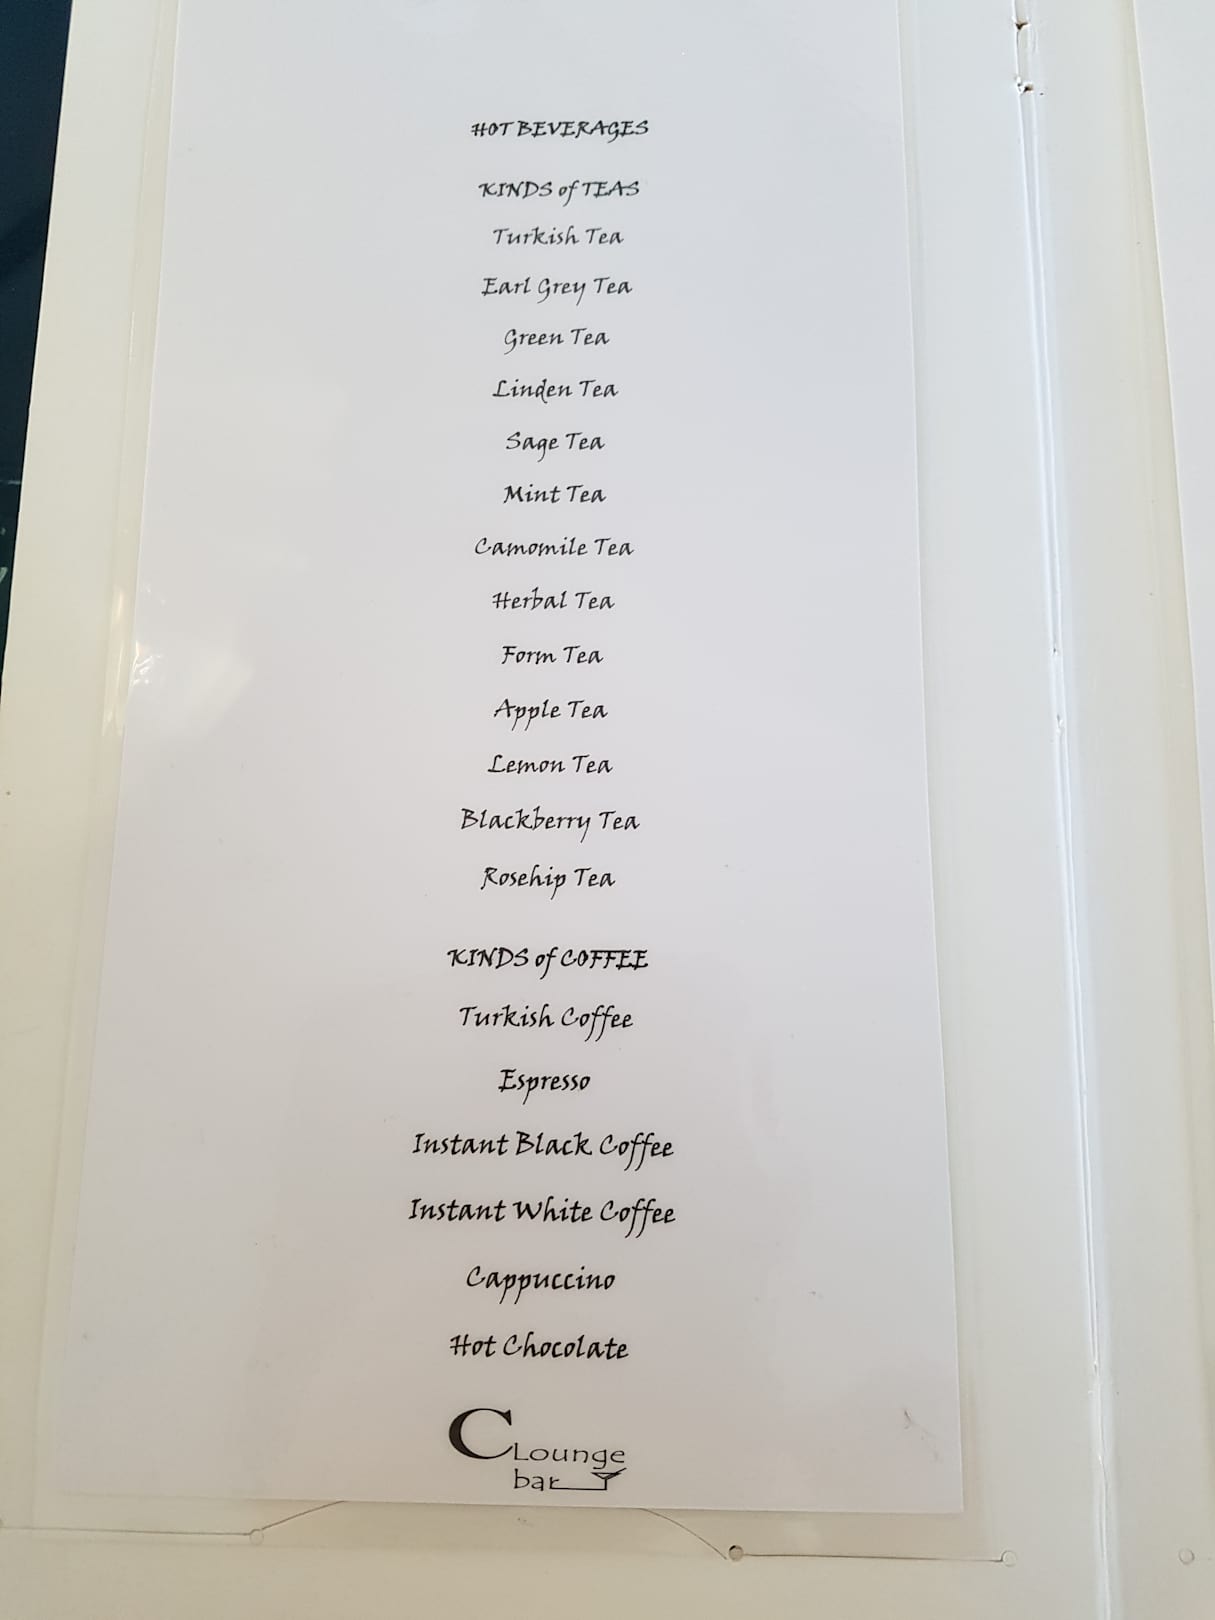 HOT BEVERAGES
KINDS of TEAS
Turkish Tea
Earl Grey Tea
Green Tea
Linden Tea
Sage Tea
Mint Tea
Camomile Tea
Herbal Tea
Form Tea
Apple Tea
Lemon Tea
Blackberry Tea
Rosehip Tea
KINDS of COFFEE
Turkish Coffee
Espresso
Instant Black Coffee
Instant White Coffee
Cappuccino
Hot Chocolate
C Lounge
bar